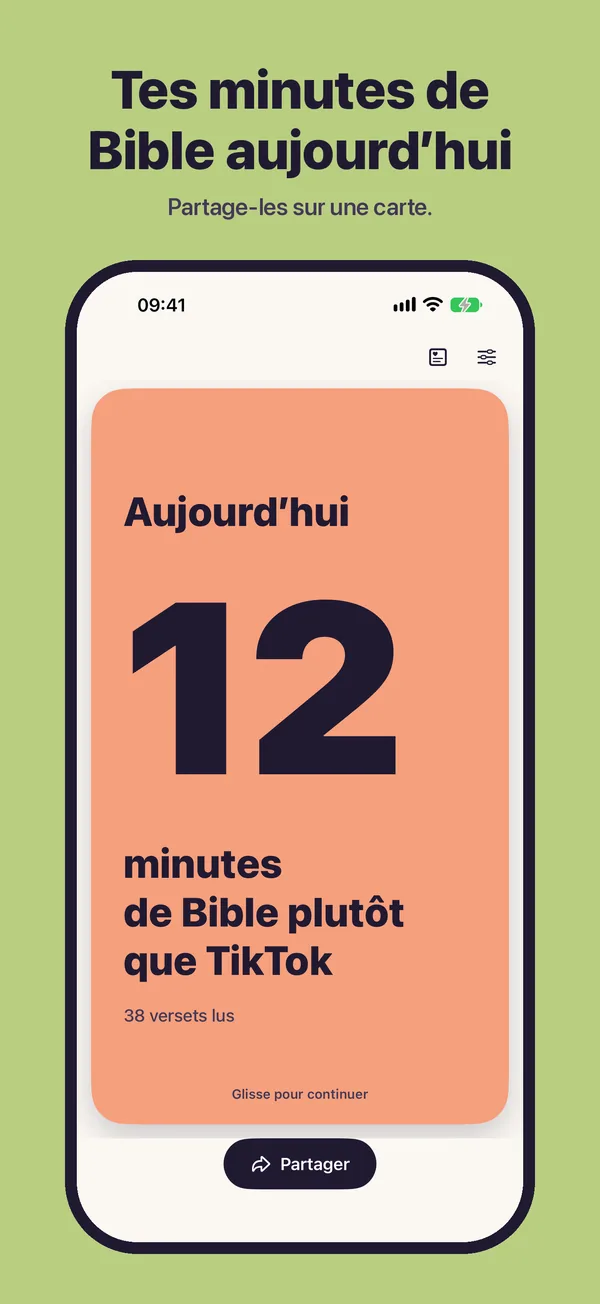 Tes minutes de
Bible aujourd’hui
Partage-les sur une carte.
09:41
Aujourd’hui
12
minutes
de Bible plutôt
que TikTok
38 versets lus
Glisse pour continuer
Partager